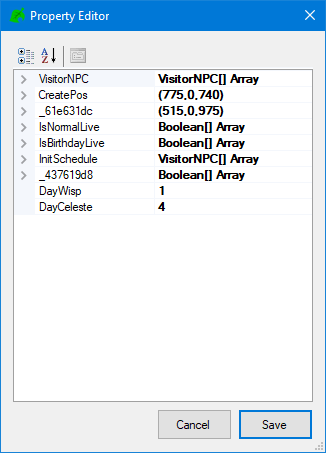 Property Editor
VisitorNPC VisitorNPC[] Array
CreatePos (775,0,740)
_61e631dc (515,0,975)
IsNormalLive Boolean[] Array
IsBirthdayLive Boolean[] Array
InitSchedule VisitorNPC[] Array
_437619d8 Boolean[] Array
DayWisp 1
DayCeleste 4
Cancel Save